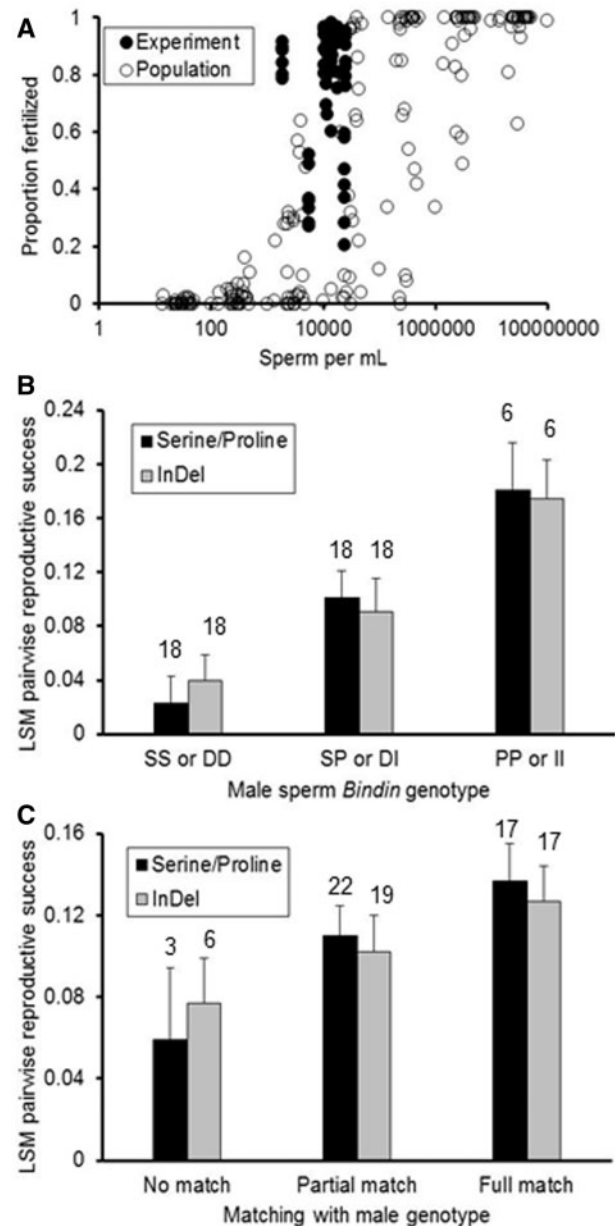 A
Experiment
Population
Proportion fertilized
1
0.8
0.6
0.4
0.2
0
1
100
10000
1000000
100000000
Sperm per mL
B
Serine/Proline
InDel
LSM pairwise reproductive success
0.24
0.2
0.16
0.12
0.08
0.04
0
18
18
18
18
6
6
SS or DD
SP or DI
PP or II
Male sperm Bindin genotype
C
Serine/Proline
InDel
LSM pairwise reproductive success
0.16
0.12
0.08
0.04
0
3
6
22
19
17
17
No match
Partial match
Full match
Matching with male genotype